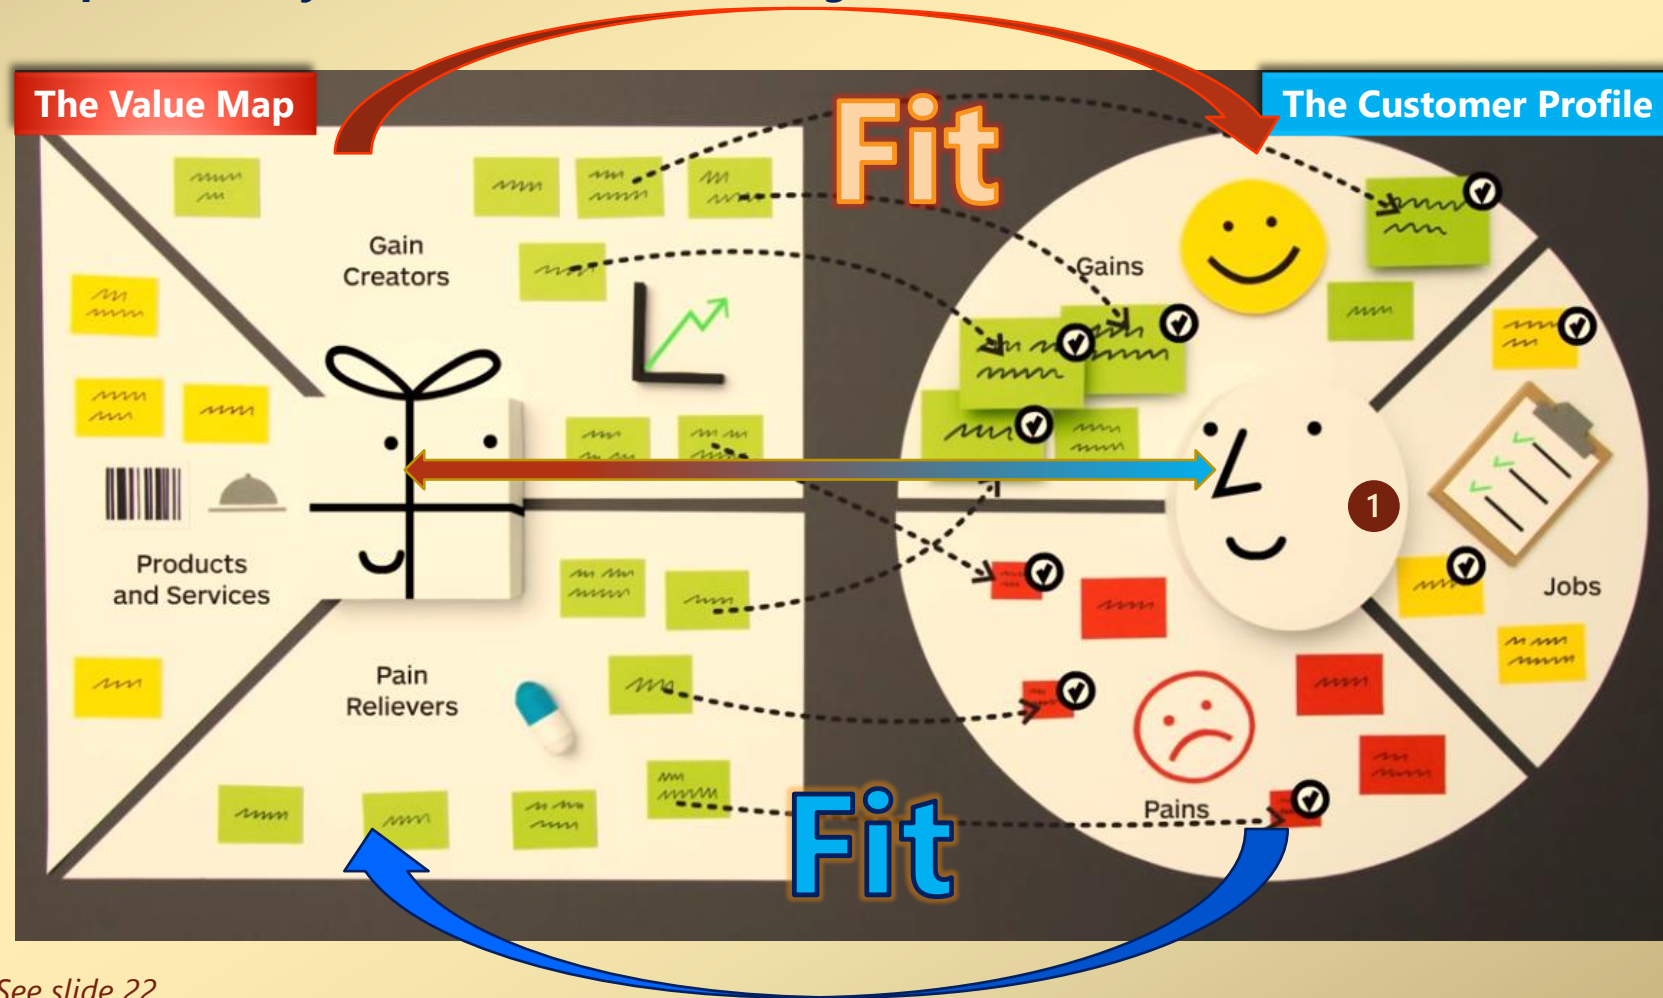 The Value Map
The Customer Profile
Fit
Gain
Creators
Gains
1
Products
and Services
Jobs
Pain
Relievers
Pains
Fit
See slide 22